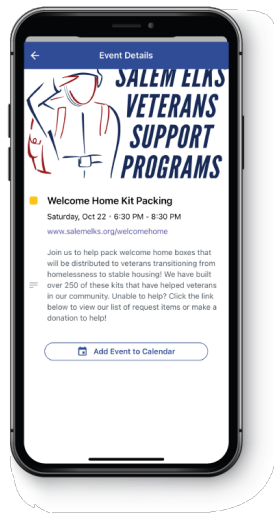 Event Details
SALEM ELKS
VETERANS
SUPPORT
PROGRAMS
Welcome Home Kit Packing
Saturday, Oct 22 • 6:30 PM - 8:30 PM
www.salemelks.org/welcomehome
Join us to help pack welcome home boxes that
will be distributed to veterans transitioning from
homelessness to stable housing! We have built
over 250 of these kits that have helped veterans
in our community. Unable to help? Click the link
below to view our list of request items or make a
donation to help!
Add Event to Calendar